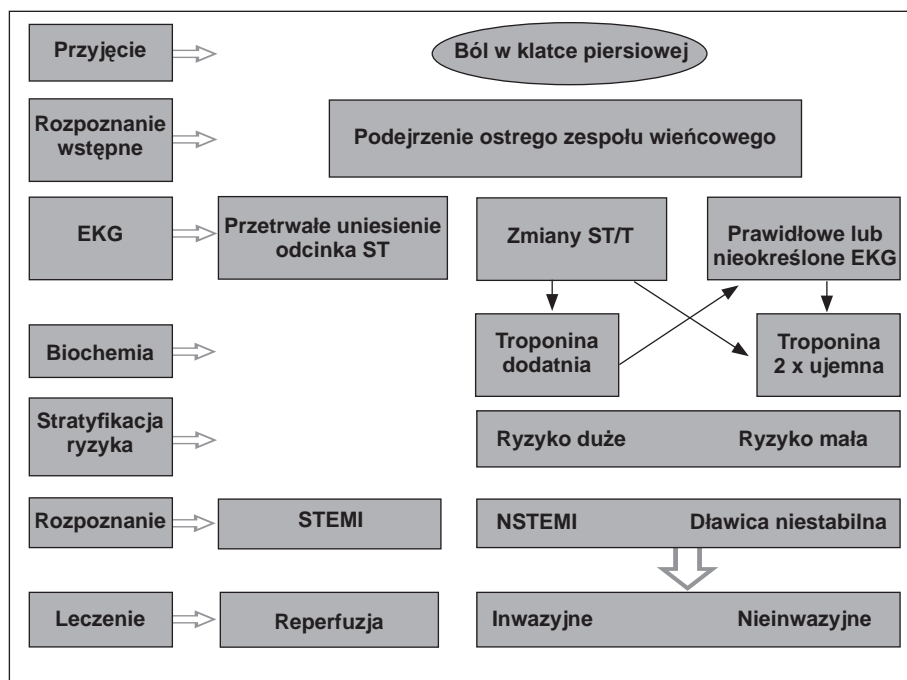 Przyjęcie
Ból w klatce piersiowej
Rozpoznanie
wstępne
Podejrzenie ostrego zespołu wieńcowego
EKG
Przetrwałe uniesienie
odcinka ST
Zmiany ST/T
Prawidłowe lub
nieokreślone EKG
Biochemia
Troponina
dodatnia
Troponina
2 x ujemna
Stratyfikacja
ryzyka
Ryzyko duże
Ryzyko mała
Rozpoznanie
STEMI
NSTEMI
Dławica niestabilna
Leczenie
Reperfuzja
Inwazyjne
Nieinwazyjne